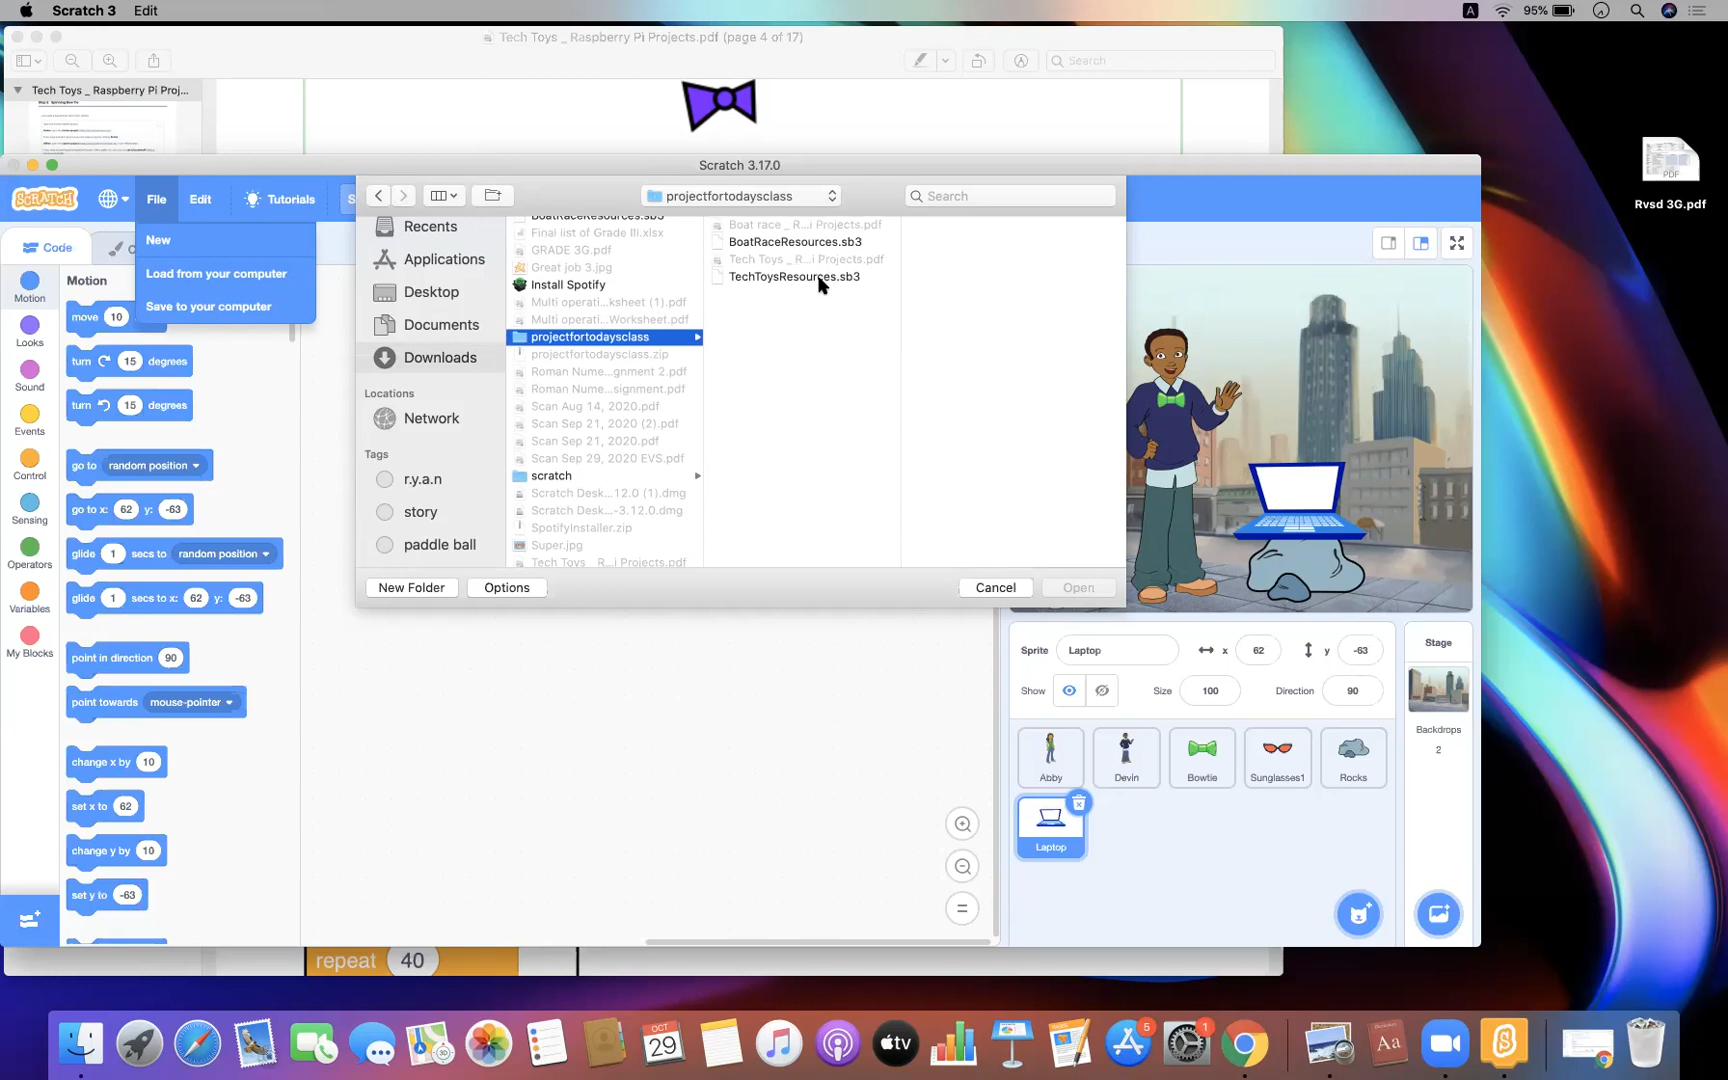 Scratch 3 Edit A 95%
Tech Toys _ Raspberry Pi Projects.pdf (page 4 of 17)
Search
Tech Toys _ Raspberry Pi Proj...
Scratch 3.17.0
SCRATCH File Edit Tutorials
New
Load from your computer
Save to your computer
projectfortodaysclass
Search
Recents
Applications
Desktop
Documents
Downloads
Locations
Network
Tags
r.y.a.n
story
paddle ball
BoatRaceResources.sb3
Final list of Grade III.xlsx
GRADE 3G.pdf
Great job 3.jpg
Install Spotify
Multi operati...ksheet (1).pdf
Multi operati...Worksheet.pdf
projectfortodaysclass
projectfortodaysclass.zip
Roman Nume...gnment 2.pdf
Roman Nume...signment.pdf
Scan Aug 14, 2020.pdf
Scan Sep 21, 2020 (2).pdf
Scan Sep 21, 2020.pdf
Scan Sep 29, 2020 EVS.pdf
scratch
Scratch Desk...12.0 (1).dmg
Scratch Desk...-3.12.0.dmg
SpotifyInstaller.zip
Super.jpg
Tech Toys _ R...i Projects.pdf
Boat race _ R...i Projects.pdf
BoatRaceResources.sb3
Tech Toys _ R...i Projects.pdf
TechToysResources.sb3
New Folder Options Cancel Open
Code
Motion
Looks
Sound
Events
Control
Sensing
Operators
Variables
My Blocks
Motion
move 10
turn 15 degrees
turn 15 degrees
go to random position
go to x: 62 y: -63
glide 1 secs to random position
glide 1 secs to x: 62 y: -63
point in direction 90
point towards mouse-pointer
change x by 10
set x to 62
change y by 10
set y to -63
Sprite Laptop x 62 y -63
Show Size 100 Direction 90
Abby Devin Bowtie Sunglasses1 Rocks
Laptop
Stage
Backdrops
2
repeat 40
Rvsd 3G.pdf
PDF
OCT
29
tv
5
1
Aa